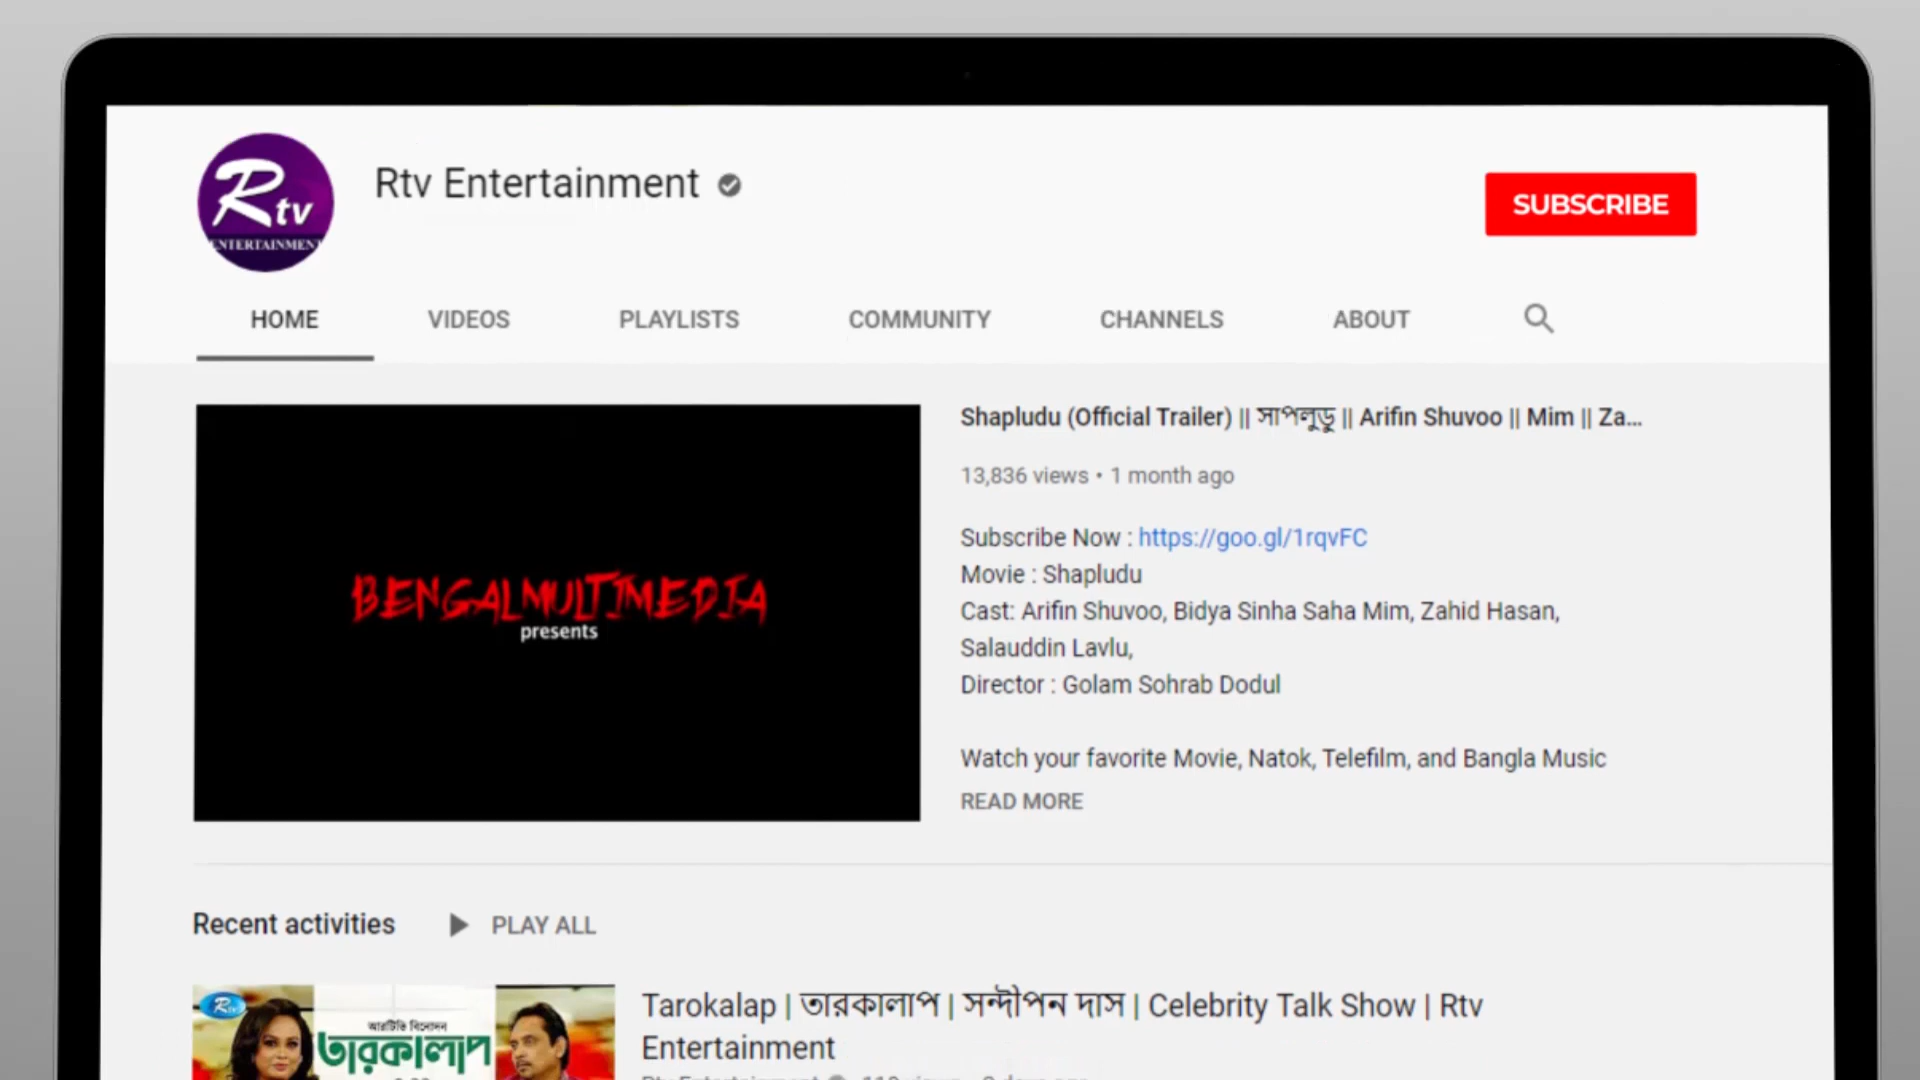 Rtv
ENTERTAINMENT
Rtv Entertainment
SUBSCRIBE
HOME VIDEOS PLAYLISTS COMMUNITY CHANNELS ABOUT
BENGALMULTIMEDIA
presents
Shapludu (Official Trailer) || সাপলুডু || Arifin Shuvoo || Mim || Za...
13,836 views • 1 month ago
Subscribe Now : https://goo.gl/1rqvFC
Movie : Shapludu
Cast: Arifin Shuvoo, Bidya Sinha Saha Mim, Zahid Hasan,
Salauddin Lavlu,
Director : Golam Sohrab Dodul
Watch your favorite Movie, Natok, Telefilm, and Bangla Music
READ MORE
Recent activities PLAY ALL
Rtv
আরটিভি বিনোদন
তারকালাপ
Tarokalap | তারকালাপ | সন্দীপন দাস | Celebrity Talk Show | Rtv
Entertainment